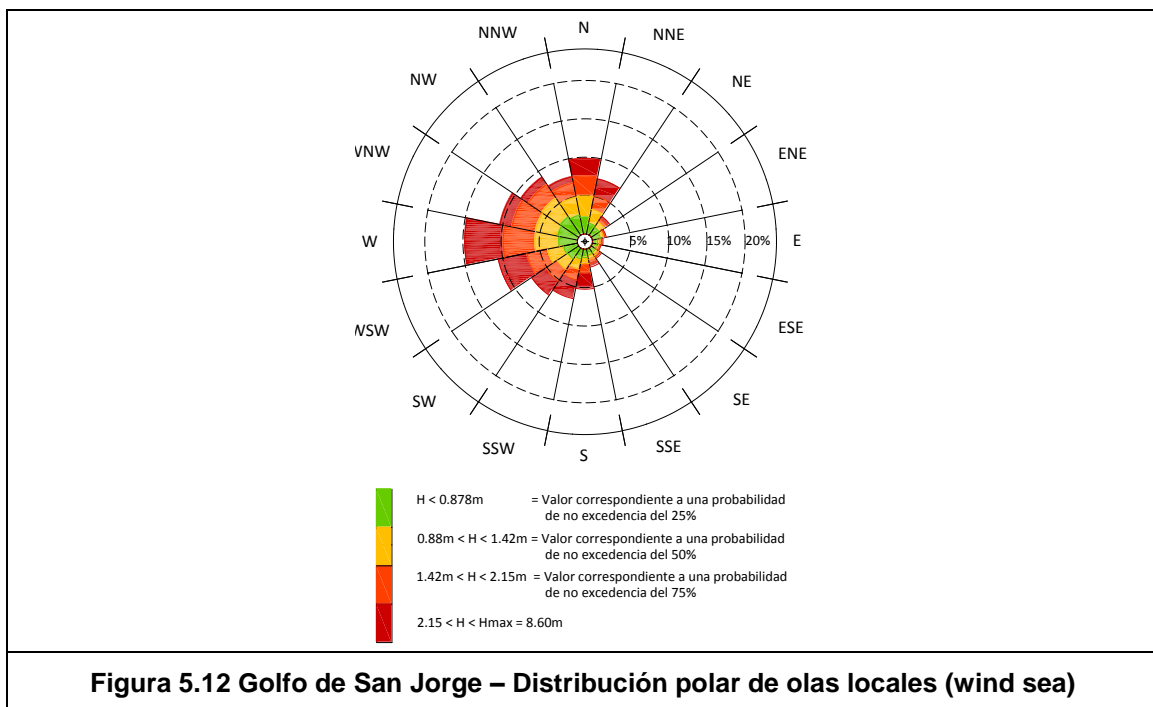 N
NNW NNE
NW NE
VNW ENE
W 5% 10% 15% 20% E
WSW ESE
SW SE
SSW SSE
S
H < 0.878m = Valor correspondiente a una probabilidad
de no excedencia del 25%
0.88m < H < 1.42m = Valor correspondiente a una probabilidad
de no excedencia del 50%
1.42m < H < 2.15m = Valor correspondiente a una probabilidad
de no excedencia del 75%
2.15 < H < Hmax = 8.60m
Figura 5.12 Golfo de San Jorge – Distribución polar de olas locales (wind sea)